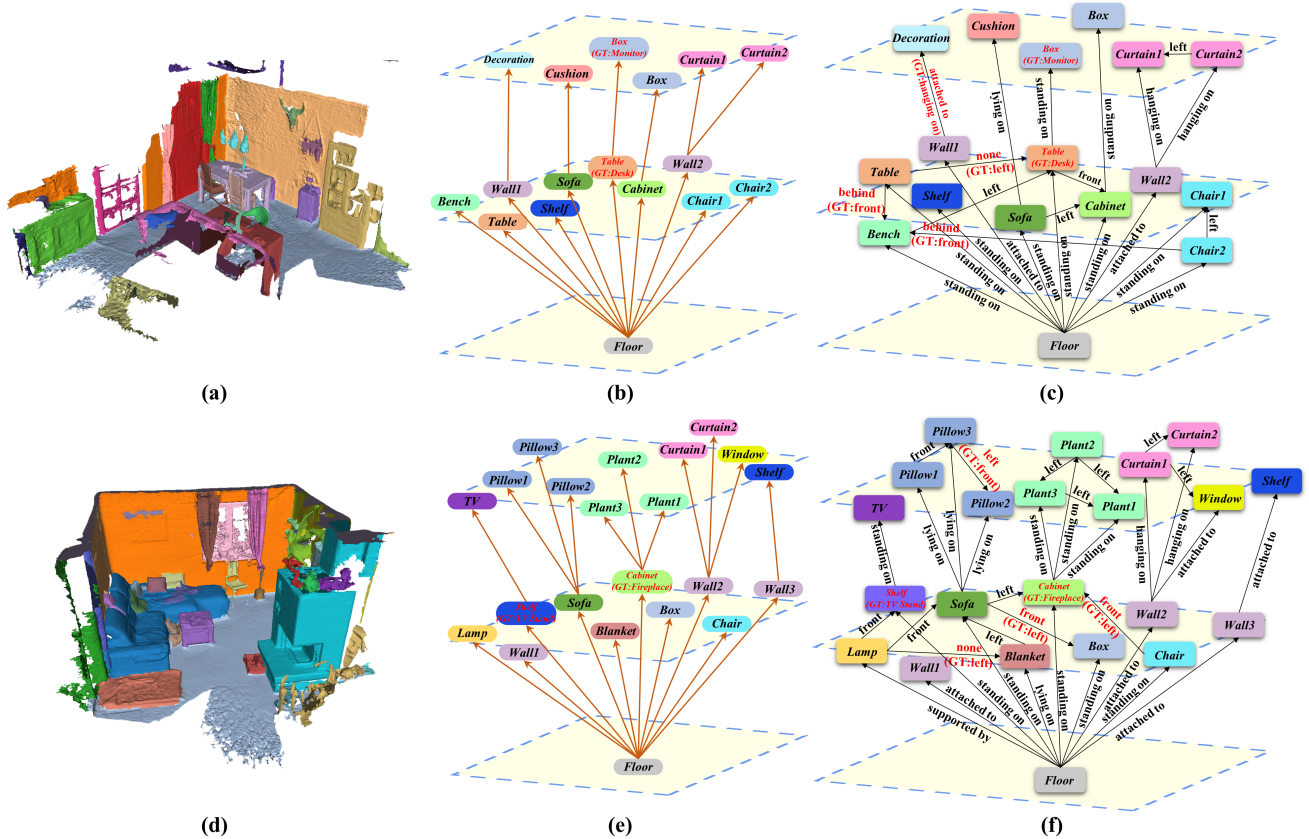 Decoration
Box
(GT:Monitor)
Curtain1
Curtain2
Cushion
Box
Wall1
Sofa
Table
(GT:Desk)
Wall2
Bench
Table
Shelf
Cabinet
Chair1
Chair2
Floor
Decoration
Cushion
Box
Box
(GT:Monitor)
Curtain1
left
Curtain2
attached to
(GT:hanging on)
lying on
standing on
standing on
hanging on
hanging on
Wall1
Table
none
(GT:left)
Table
(GT:Desk)
front
Wall2
behind
(GT:front)
Shelf
left
Sofa
left
Cabinet
Chair1
Bench
behind
(GT:front)
left
Chair2
standing on
standing on
attached to
standing on
standing on
standing on
attached to
standing on
standing on
Floor
(a)
(b)
(c)
Pillow3
Plant2
Curtain1
Curtain2
Window
Shelf
TV
Pillow1
Pillow2
Plant3
Plant1
Sofa
Cabinet
(GT:Fireplace)
Wall2
Wall3
Lamp
Wall1
Blanket
Box
Chair
Floor
Pillow3
front
left
(GT:front)
Pillow1
Pillow2
Plant2
left
left
Plant3
left
Plant1
Curtain1
left
Curtain2
left
Window
Shelf
TV
standing on
lying on
lying on
lying on
standing on
standing on
standing on
hanging on
hanging on
attached to
attached to
Shelf
(GT:TV Stand)
Sofa
left
Cabinet
(GT:Fireplace)
Wall2
Wall3
front
front
front
(GT:left)
front
(GT:left)
Lamp
none
(GT:left)
left
Blanket
Box
Chair
Wall1
supported by
attached to
standing on
standing on
lying on
standing on
standing on
attached to
standing on
attached to
Floor
(d)
(e)
(f)